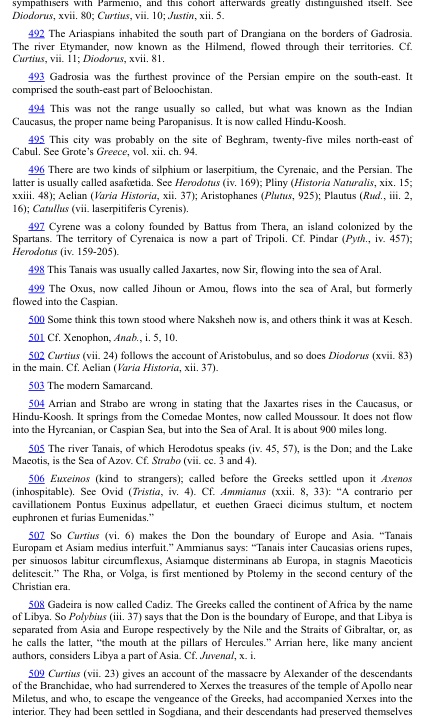 sympathisers with Parmenio, and this cohort afterwards greatly distinguished itself. See
Diodorus, xvii. 80; Curtius, vii. 10; Justin, xii. 5.
492 The Ariaspians inhabited the south part of Drangiana on the borders of Gadrosia.
The river Etymander, now known as the Hilmend, flowed through their territories. Cf.
Curtius, vii. 11; Diodorus, xvii. 81.
493 Gadrosia was the furthest province of the Persian empire on the south-east. It
comprised the south-east part of Beloochistan.
494 This was not the range usually so called, but what was known as the Indian
Caucasus, the proper name being Paropanisus. It is now called Hindu-Koosh.
495 This city was probably on the site of Beghram, twenty-five miles north-east of
Cabul. See Grote's Greece, vol. xii. ch. 94.
496 There are two kinds of silphium or laserpitium, the Cyrenaic, and the Persian. The
latter is usually called asafœtida. See Herodotus (iv. 169); Pliny (Historia Naturalis, xix. 15;
xxiii. 48); Aelian (Varia Historia, xii. 37); Aristophanes (Plutus, 925); Plautus (Rud., iii. 2,
16); Catullus (vii. laserpitiferis Cyrenis).
497 Cyrene was a colony founded by Battus from Thera, an island colonized by the
Spartans. The territory of Cyrenaica is now a part of Tripoli. Cf. Pindar (Pyth., iv. 457);
Herodotus (iv. 159-205).
498 This Tanais was usually called Jaxartes, now Sir, flowing into the sea of Aral.
499 The Oxus, now called Jihoun or Amou, flows into the sea of Aral, but formerly
flowed into the Caspian.
500 Some think this town stood where Naksheh now is, and others think it was at Kesch.
501 Cf. Xenophon, Anab., i. 5, 10.
502 Curtius (vii. 24) follows the account of Aristobulus, and so does Diodorus (xvii. 83)
in the main. Cf. Aelian (Varia Historia, xii. 37).
503 The modern Samarcand.
504 Arrian and Strabo are wrong in stating that the Jaxartes rises in the Caucasus, or
Hindu-Koosh. It springs from the Comedae Montes, now called Moussour. It does not flow
into the Hyrcanian, or Caspian Sea, but into the Sea of Aral. It is about 900 miles long.
505 The river Tanais, of which Herodotus speaks (iv. 45, 57), is the Don; and the Lake
Maeotis, is the Sea of Azov. Cf. Strabo (vii. cc. 3 and 4).
506 Euxeinos (kind to strangers); called before the Greeks settled upon it Axenos
(inhospitable). See Ovid (Tristia, iv. 4). Cf. Ammianus (xxii. 8, 33): “A contrario per
cavillationem Pontus Euxinus adpellatur, et euethen Graeci dicimus stultum, et noctem
euphronen et furias Eumenidas.”
507 So Curtius (vi. 6) makes the Don the boundary of Europe and Asia. “Tanais
Europam et Asiam medius interfuit.” Ammianus says: “Tanais inter Caucasias oriens rupes,
per sinuosos labitur circumflexus, Asiamque disterminans ab Europa, in stagnis Maeoticis
delitescit.” The Rha, or Volga, is first mentioned by Ptolemy in the second century of the
Christian era.
508 Gadeira is now called Cadiz. The Greeks called the continent of Africa by the name
of Libya. So Polybius (iii. 37) says that the Don is the boundary of Europe, and that Libya is
separated from Asia and Europe respectively by the Nile and the Straits of Gibraltar, or, as
he calls the latter, “the mouth at the pillars of Hercules.” Arrian here, like many ancient
authors, considers Libya a part of Asia. Cf. Juvenal, x. i.
509 Curtius (vii. 23) gives an account of the massacre by Alexander of the descendants
of the Branchidae, who had surrendered to Xerxes the treasures of the temple of Apollo near
Miletus, and who, to escape the vengeance of the Greeks, had accompanied Xerxes into the
interior. They had been settled in Sogdiana, and their descendants had preserved themselves